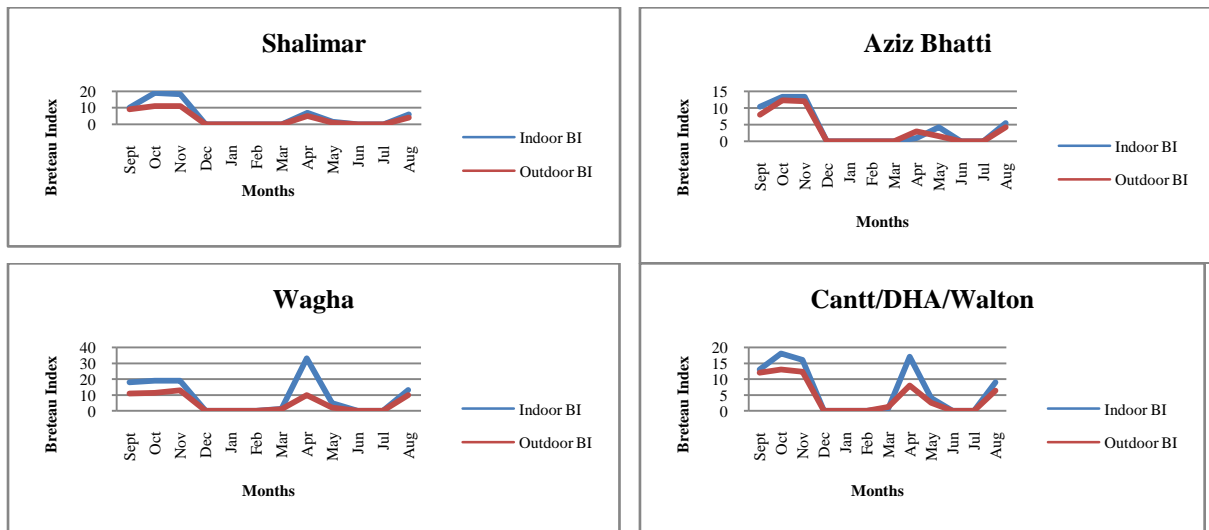 Shalimar
Breteau Index
20
10
0
Sept Oct Nov Dec Jan Feb Mar Apr May Jun Jul Aug
Months
Indoor BI
Outdoor BI
Aziz Bhatti
Breteau Index
15
10
5
0
Sept Oct Nov Dec Jan Feb Mar Apr May Jun Jul Aug
Months
Indoor BI
Outdoor BI
Wagha
Breteau Index
40
30
20
10
0
Sept Oct Nov Dec Jan Feb Mar Apr May Jun Jul Aug
Months
Indoor BI
Outdoor BI
Cantt/DHA/Walton
Breteau Index
20
15
10
5
0
Sept Oct Nov Dec Jan Feb Mar Apr May Jun Jul Aug
Months
Indoor BI
Outdoor BI